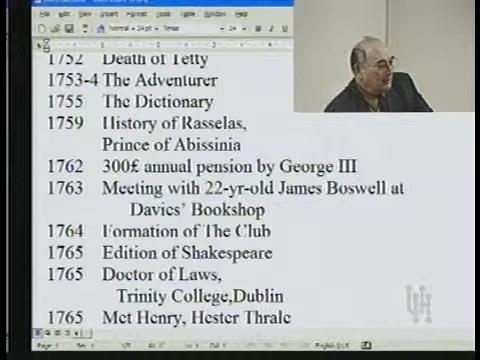 1752 Death of Tetty
1753-4 The Adventurer
1755 The Dictionary
1759 History of Rasselas,
Prince of Abissinia
1762 300£ annual pension by George III
1763 Meeting with 22-yr-old James Boswell at
Davies' Bookshop
1764 Formation of The Club
1765 Edition of Shakespeare
1765 Doctor of Laws,
Trinity College,Dublin
1765 Met Henry, Hester Thrale
UH